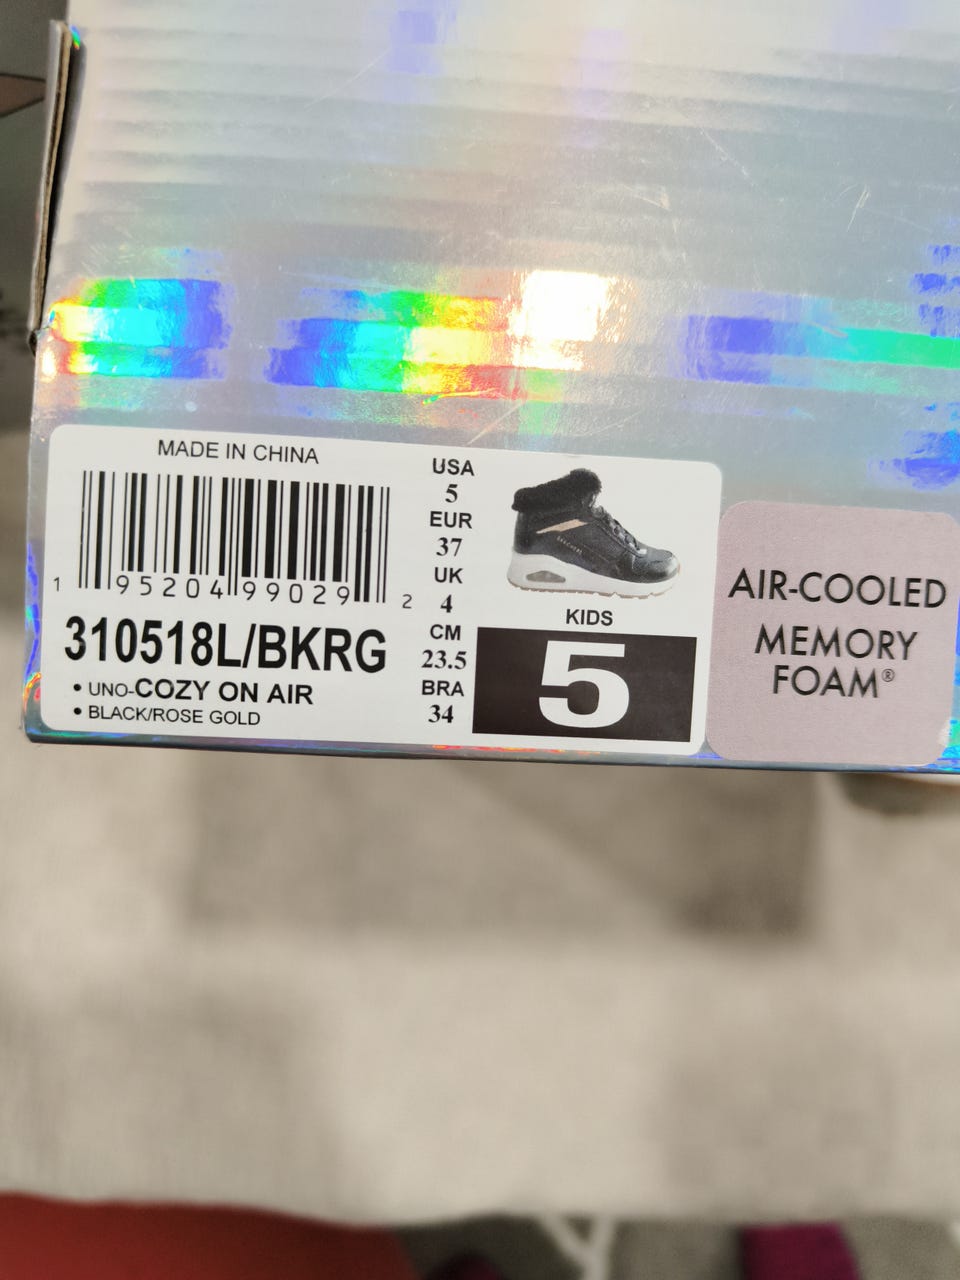 MADE IN CHINA
1 95204 99029 2
310518L/BKRG
• UNO-COZY ON AIR
• BLACK/ROSE GOLD
USA
5
EUR
37
UK
4
CM
23.5
BRA
34
SKECHERS
KIDS
5
AIR-COOLED
MEMORY
FOAM®